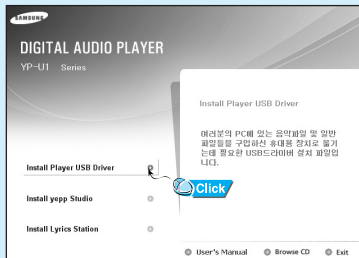 SAMSUNG
DIGITAL AUDIO PLAYER
YP-U1 Series
Install Player USB Driver
여러분의 PC에 있는 음악파일 및 일반
파일들을 구입하신 휴대용 장치로 옮기
는데 필요한 USB드라이버 설치 파일입
니다.
Install Player USB Driver
Click
Install yepp Studio
Install Lyrics Station
User's Manual
Browse CD
Exit